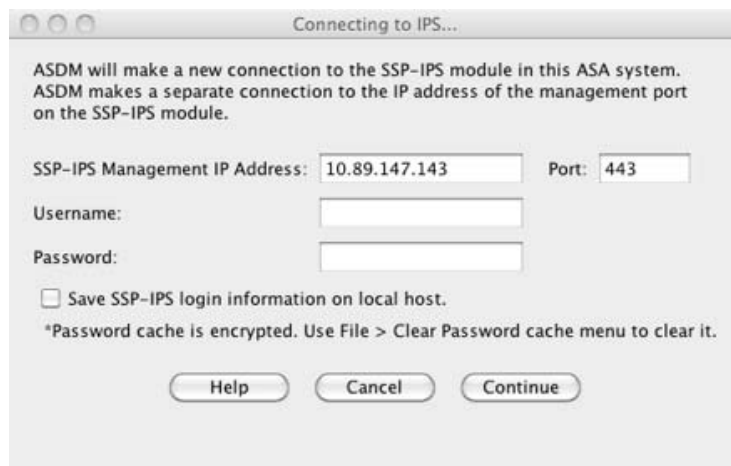 Connecting to IPS...
ASDM will make a new connection to the SSP-IPS module in this ASA system.
ASDM makes a separate connection to the IP address of the management port
on the SSP-IPS module.
SSP-IPS Management IP Address: 10.89.147.143 Port: 443
Username:
Password:
Save SSP-IPS login information on local host.
*Password cache is encrypted. Use File > Clear Password cache menu to clear it.
Help Cancel Continue